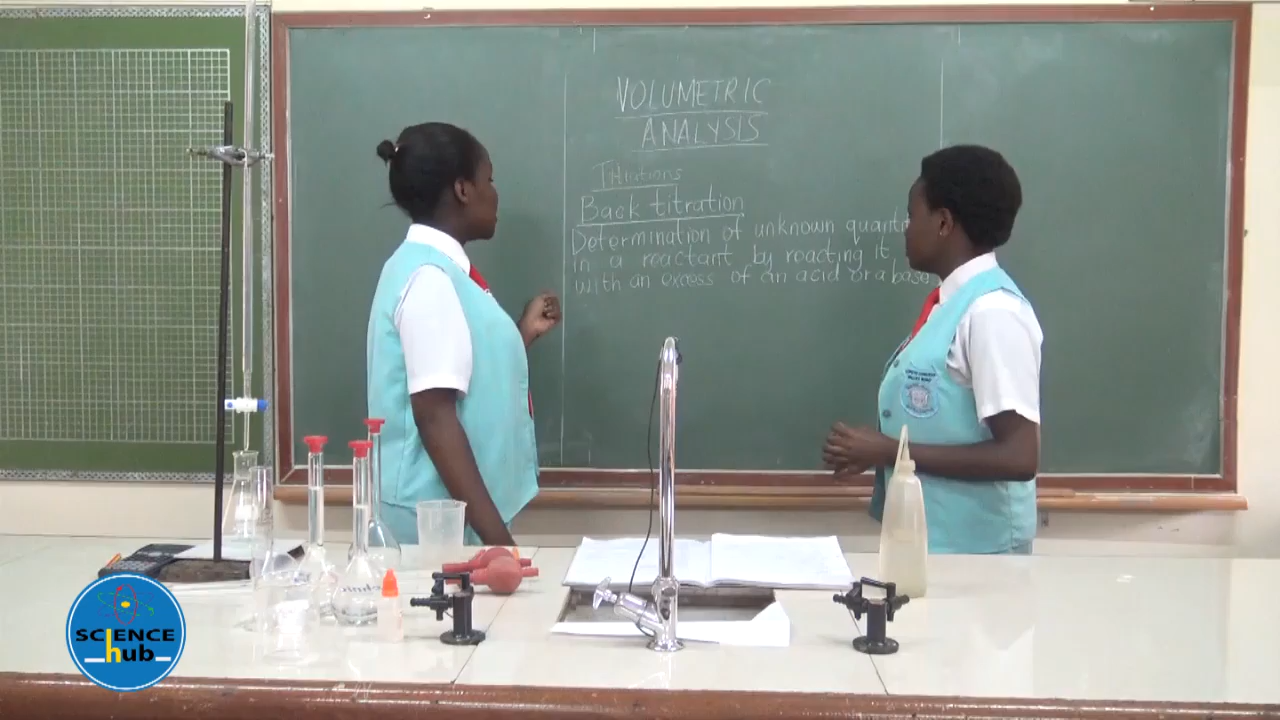 VOLUMETRIC
ANALYSIS
Titrations
Back titration
Determination of unknown
in a reactant by reacting it
with an excess of an acid or a base
SCIENCE
hub